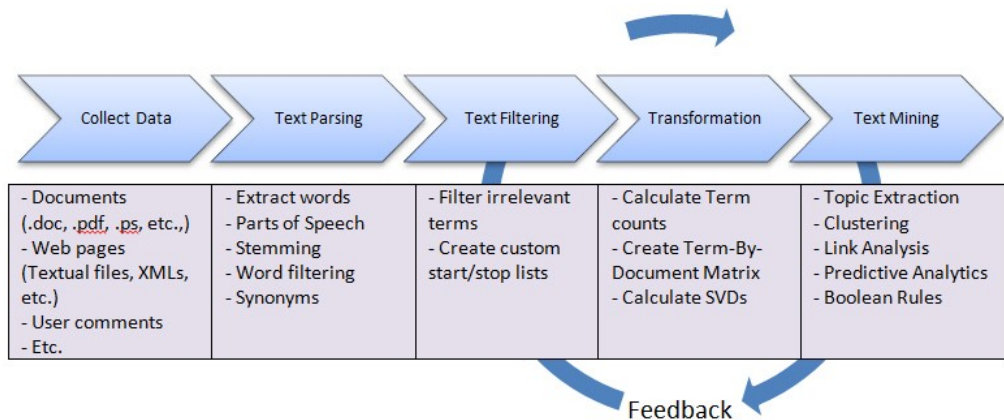 Collect Data
Text Parsing
Text Filtering
Transformation
Text Mining
- Documents
(.doc, .pdf, .ps, etc.,)
- Web pages
(Textual files, XMLs,
etc.)
- User comments
- Etc.
- Extract words
- Parts of Speech
- Stemming
- Word filtering
- Synonyms
- Filter irrelevant
terms
- Create custom
start/stop lists
- Calculate Term
counts
- Create Term-By-
Document Matrix
- Calculate SVDs
- Topic Extraction
- Clustering
- Link Analysis
- Predictive Analytics
- Boolean Rules
Feedback